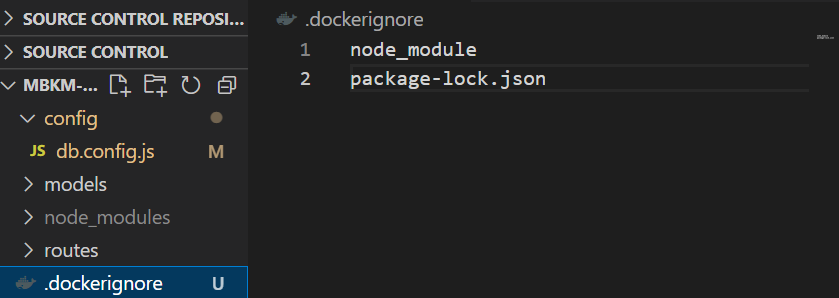 SOURCE CONTROL REPOSI...
SOURCE CONTROL
MBKM-...
config
JS db.config.js M
models
node_modules
routes
.dockerignore U
.dockerignore
1 node_module
2 package-lock.json